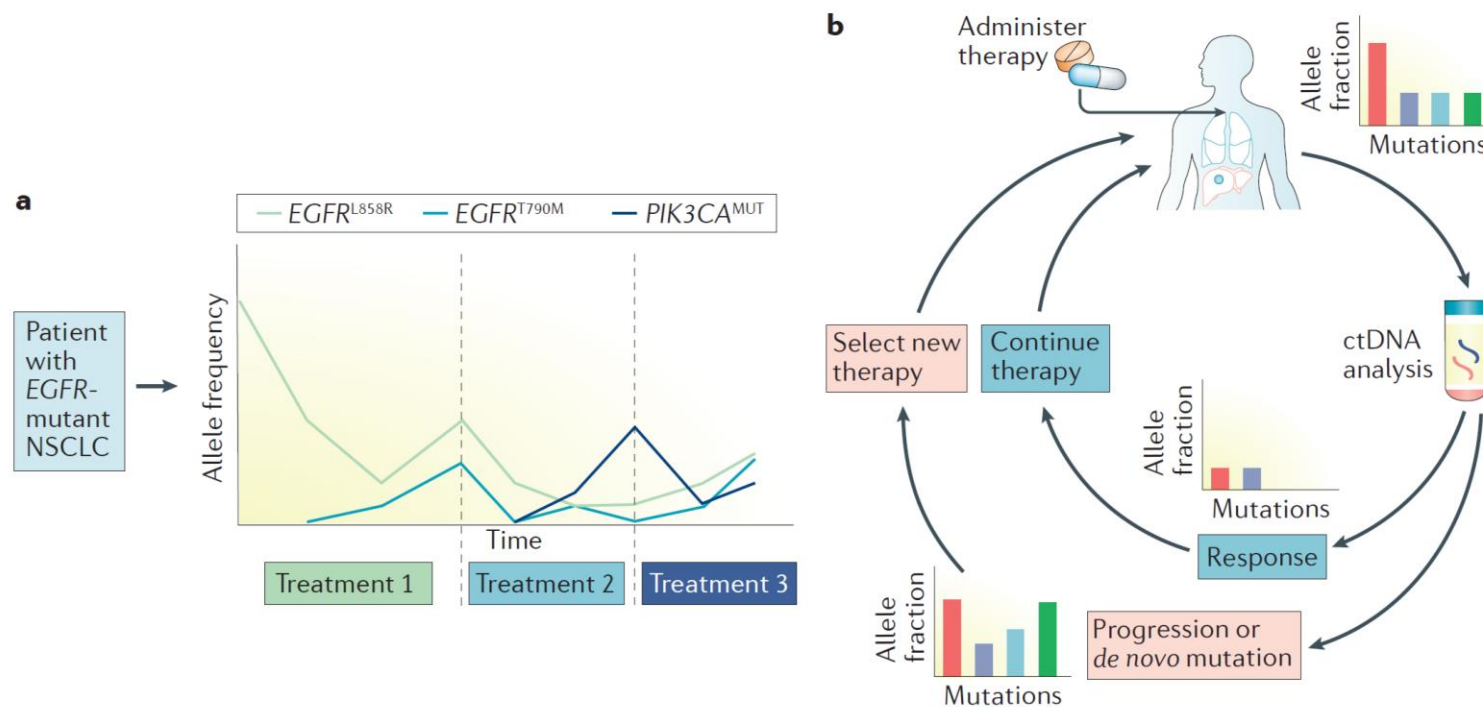 a
EGFRL858R EGFRT790M PIK3CAMUT
Patient
with
EGFR-
mutant
NSCLC
Allele frequency
Time
Treatment 1 Treatment 2 Treatment 3
b
Administer
therapy
Allele
fraction
Mutations
Select new
therapy
Continue
therapy
ctDNA
analysis
Allele
fraction
Mutations
Response
Allele
fraction
Mutations
Progression or
de novo mutation